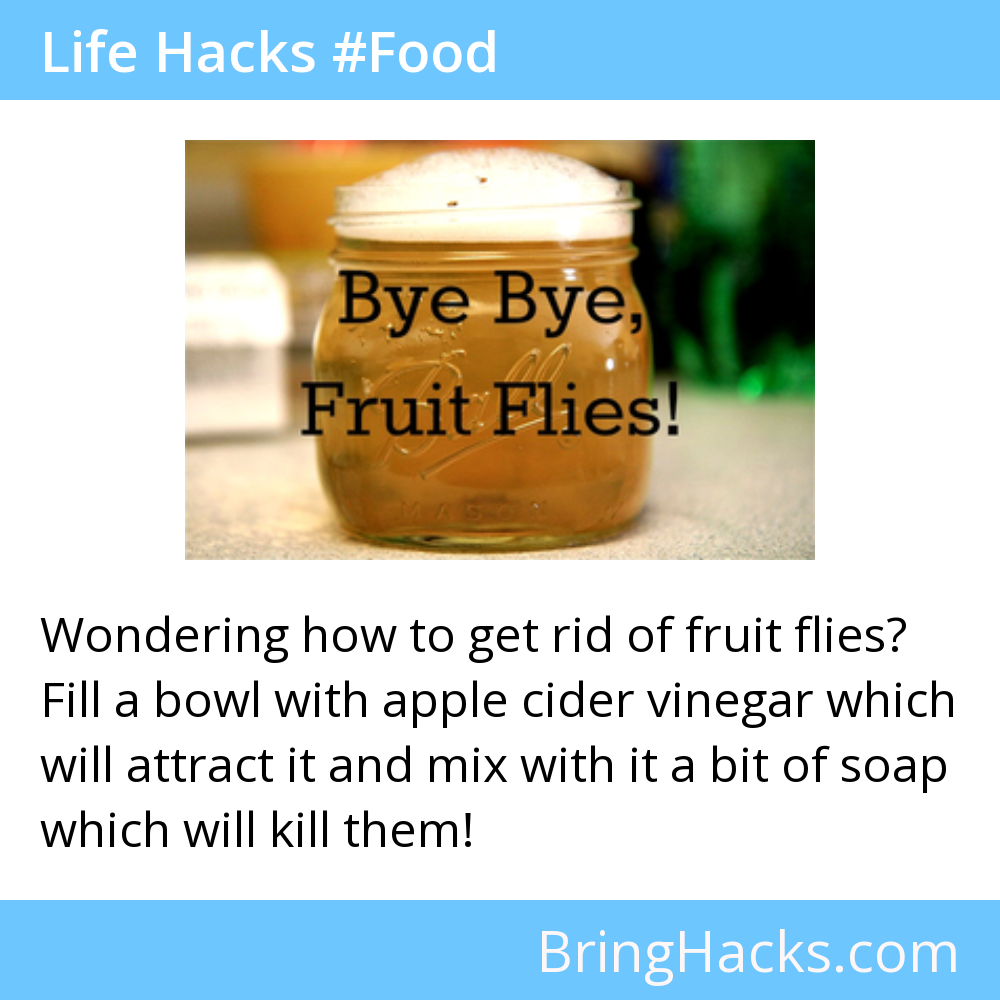 Life Hacks #Food
Bye Bye,
Fruit Flies!
Ball
MASON
Wondering how to get rid of fruit flies?
Fill a bowl with apple cider vinegar which
will attract it and mix with it a bit of soap
which will kill them!
BringHacks.com